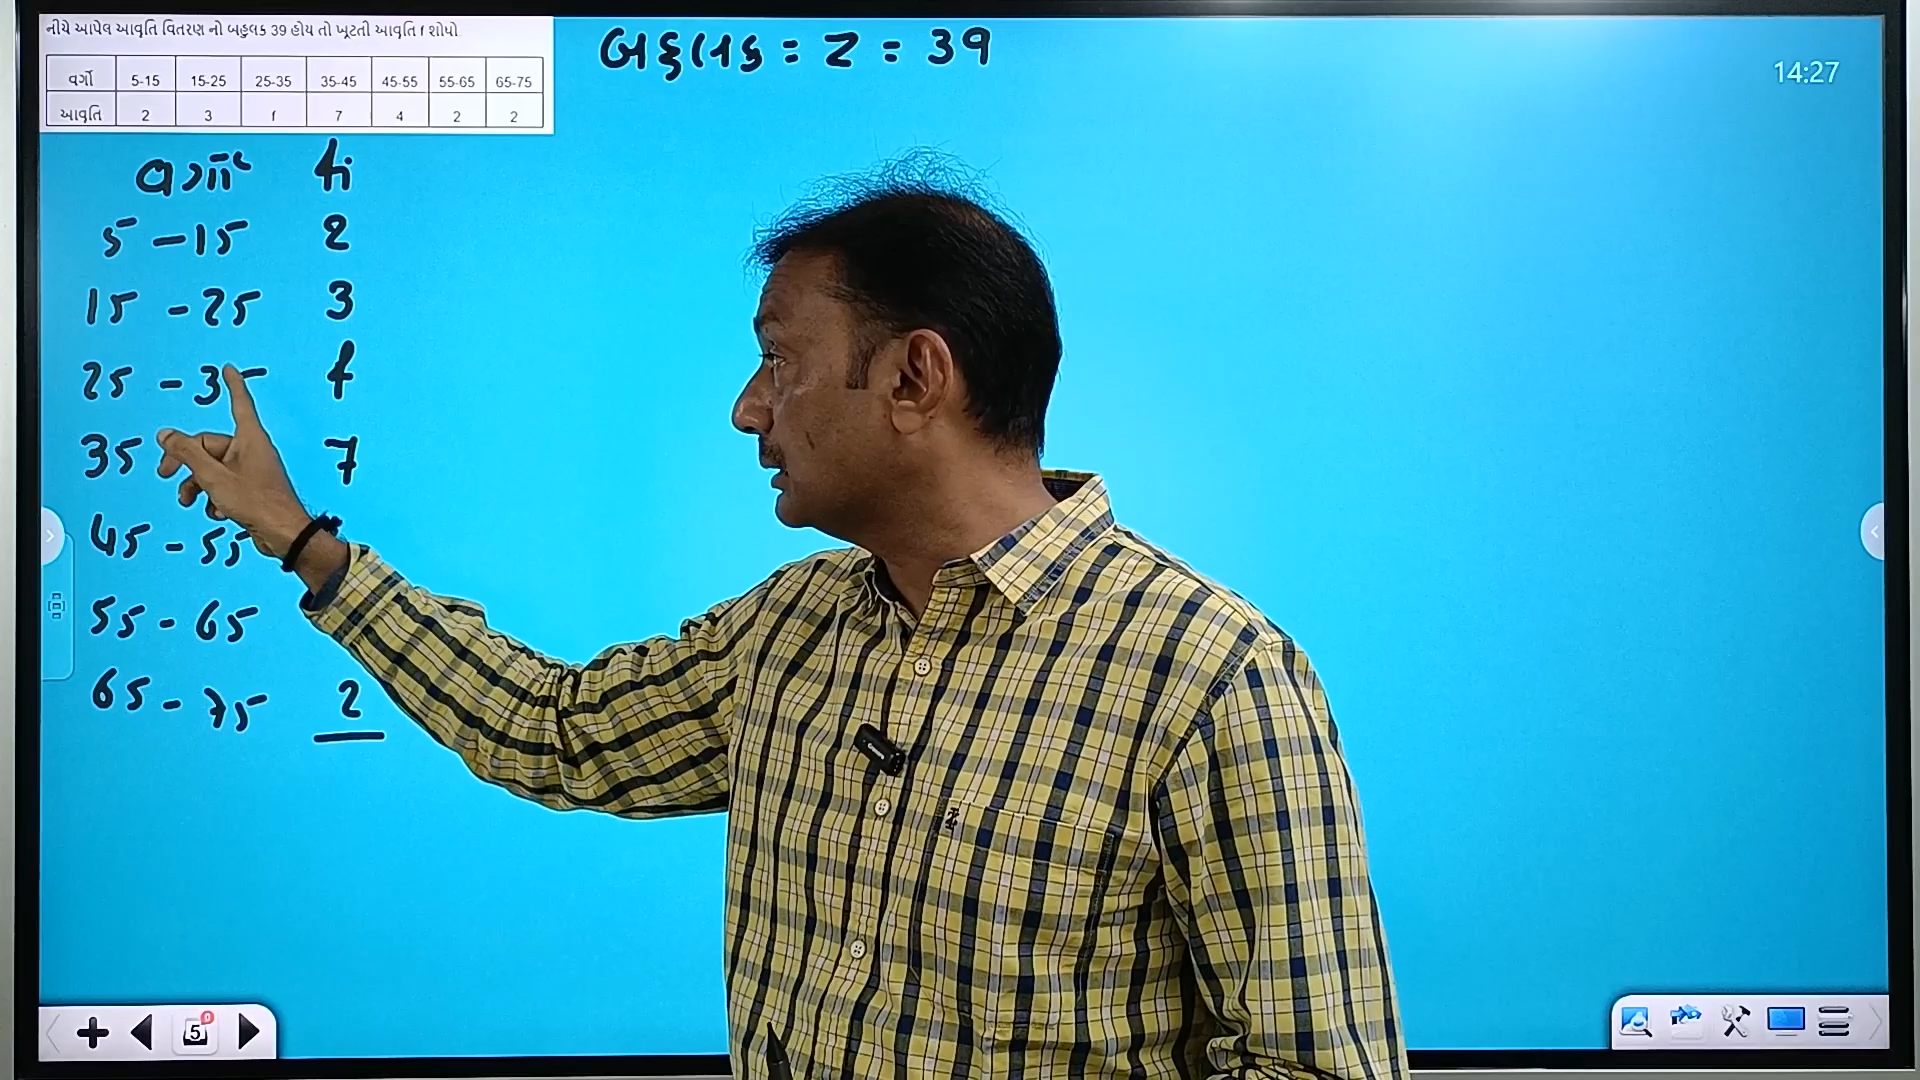 નીચે આપેલ આવૃતિ વિતરણ નો બહુલક 39 હોય તો ખૂટતી આવૃતિ f શોધો
વર્ગો 5-15 15-25 25-35 35-45 45-55 55-65 65-75
આવૃતિ 2 3 f 7 4 2 2
બહુલક = Z = 39
14:27
વર્ગ fi
5 - 15 2
15 - 25 3
25 - 35 f
35 7
45 - 55
55 - 65
65 - 75 2
5